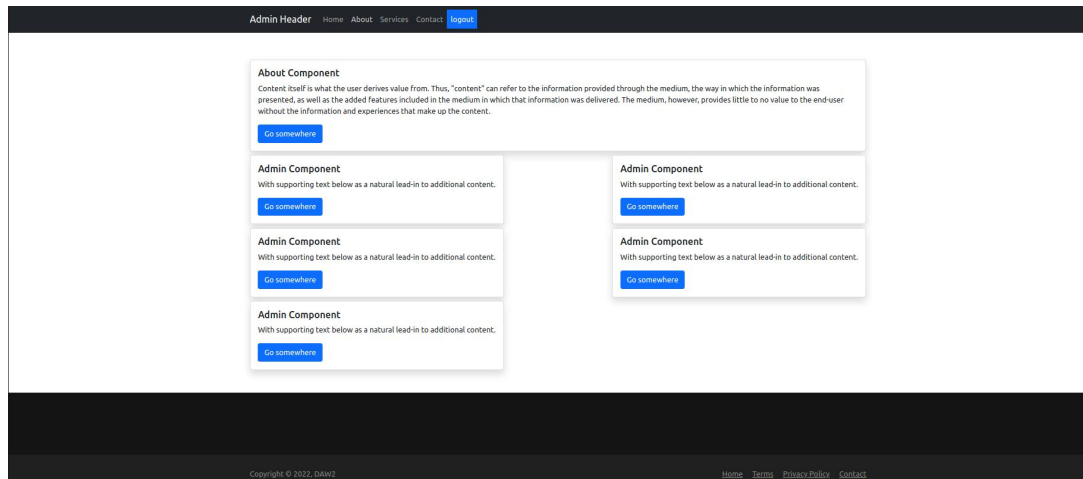 Admin Header Home About Services Contact logout
About Component
Content itself is what the user derives value from. Thus, "content" can refer to the information provided through the medium, the way in which the information was
presented, as well as the added features included in the medium in which that information was delivered. The medium, however, provides little to no value to the end-user
without the information and experiences that make up the content.
Go somewhere
Admin Component
With supporting text below as a natural lead-in to additional content.
Go somewhere
Admin Component
With supporting text below as a natural lead-in to additional content.
Go somewhere
Admin Component
With supporting text below as a natural lead-in to additional content.
Go somewhere
Admin Component
With supporting text below as a natural lead-in to additional content.
Go somewhere
Admin Component
With supporting text below as a natural lead-in to additional content.
Go somewhere
Copyright © 2022, DAW2
Home Terms Privacy Policy Contact